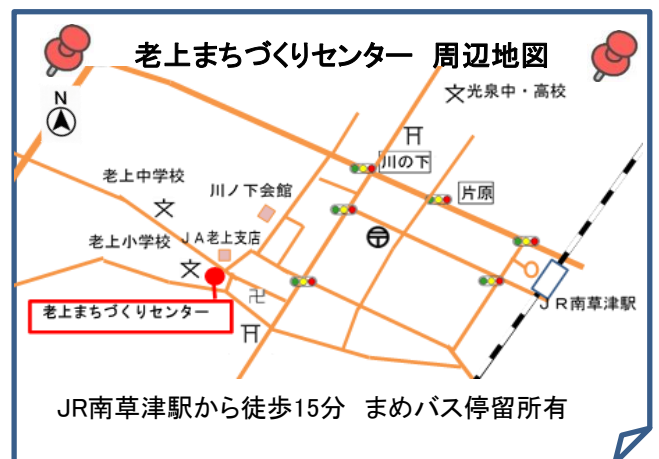 老上まちづくりセンター 周辺地図
光泉中・高校
N
川の下
老上中学校
川ノ下会館
片原
老上小学校
JA老上支店
JR南草津駅
老上まちづくりセンター
JR南草津駅から徒歩15分 まめバス停留所有